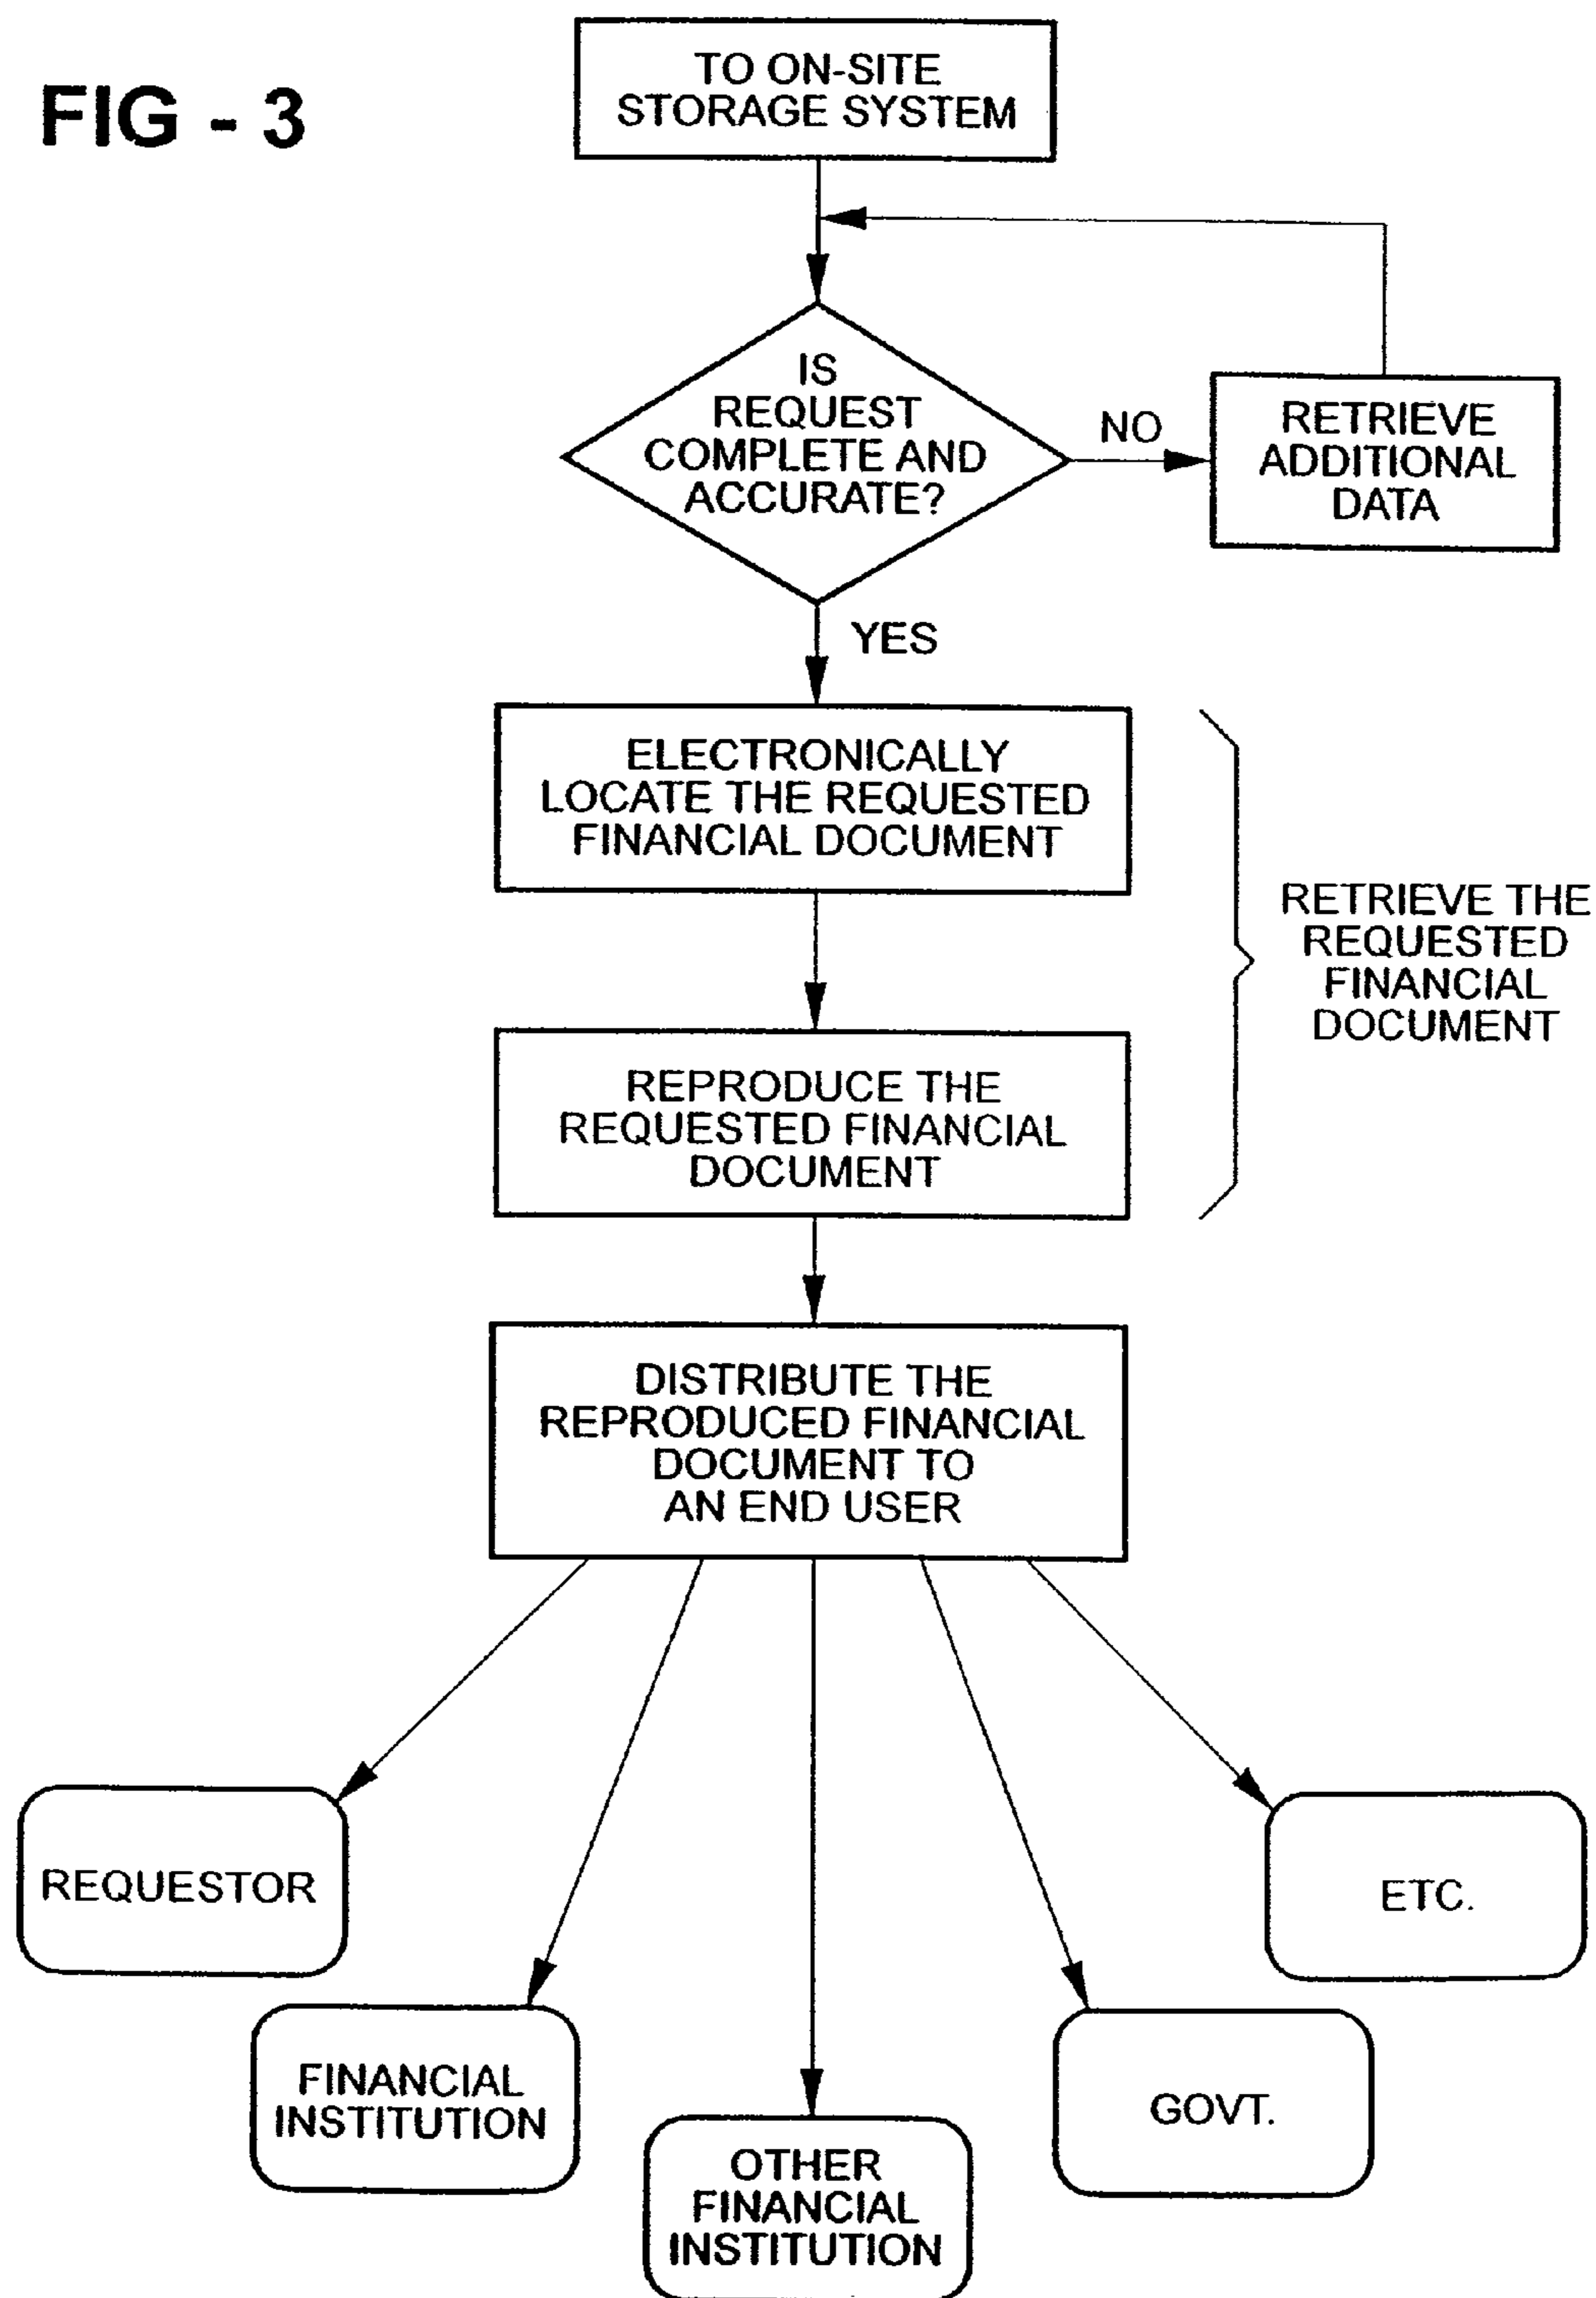 FIG - 3
TO ON-SITE
STORAGE SYSTEM
IS
REQUEST
COMPLETE AND
ACCURATE?
NO
RETRIEVE
ADDITIONAL
DATA
YES
ELECTRONICALLY
LOCATE THE REQUESTED
FINANCIAL DOCUMENT
RETRIEVE THE
REQUESTED
FINANCIAL
DOCUMENT
REPRODUCE THE
REQUESTED FINANCIAL
DOCUMENT
DISTRIBUTE THE
REPRODUCED FINANCIAL
DOCUMENT TO
AN END USER
REQUESTOR
FINANCIAL
INSTITUTION
OTHER
FINANCIAL
INSTITUTION
GOVT.
ETC.